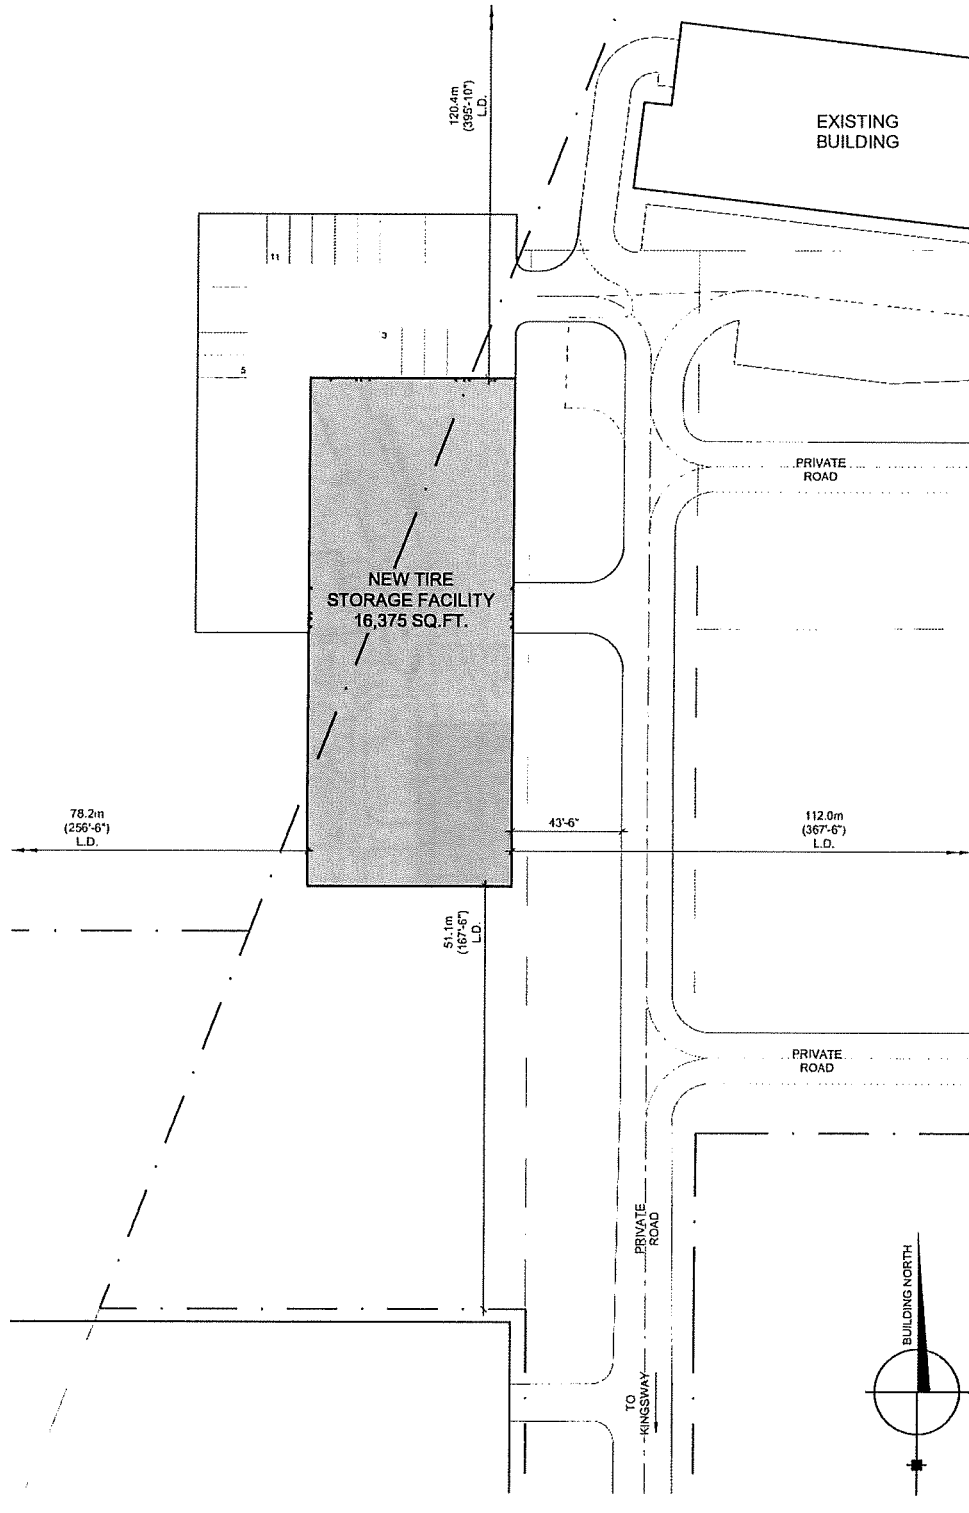 120.4m
(395'-10")
L.D.
EXISTING
BUILDING
11
3
5
PRIVATE
ROAD
NEW TIRE
STORAGE FACILITY
16,375 SQ.FT.
78.2m
(256'-6")
L.D.
43'-6"
112.0m
(367'-6")
L.D.
51.1m
(167'-6")
L.D.
PRIVATE
ROAD
PRIVATE
ROAD
BUILDING NORTH
TO
KINGSWAY